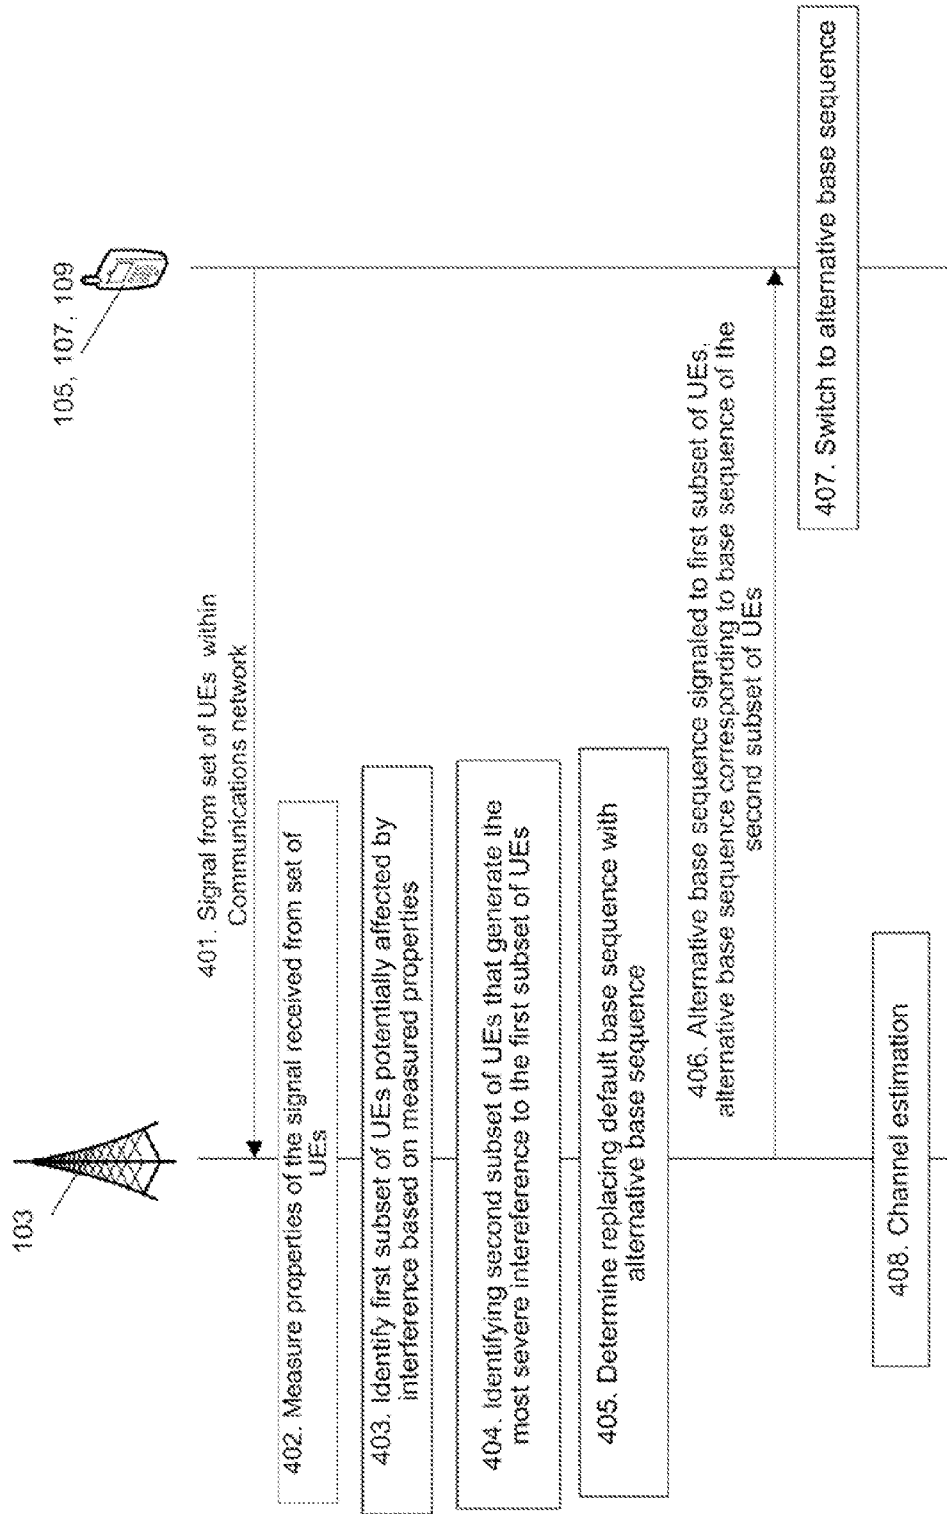 103
105, 107, 109
401. Signal from set of UEs within
Communications network
402. Measure properties of the signal received from set of
UEs
403. Identify first subset of UEs potentially affected by
interference based on measured properties
404. Identifying second subset of UEs that generate the
most severe intereference to the first subset of UEs
405. Determine replacing default base sequence with
alternative base sequence
406. Alternative base sequence signaled to first subset of UEs,
alternative base sequence corresponding to base sequence of the
second subset of UEs
407. Switch to alternative base sequence
408. Channel estimation